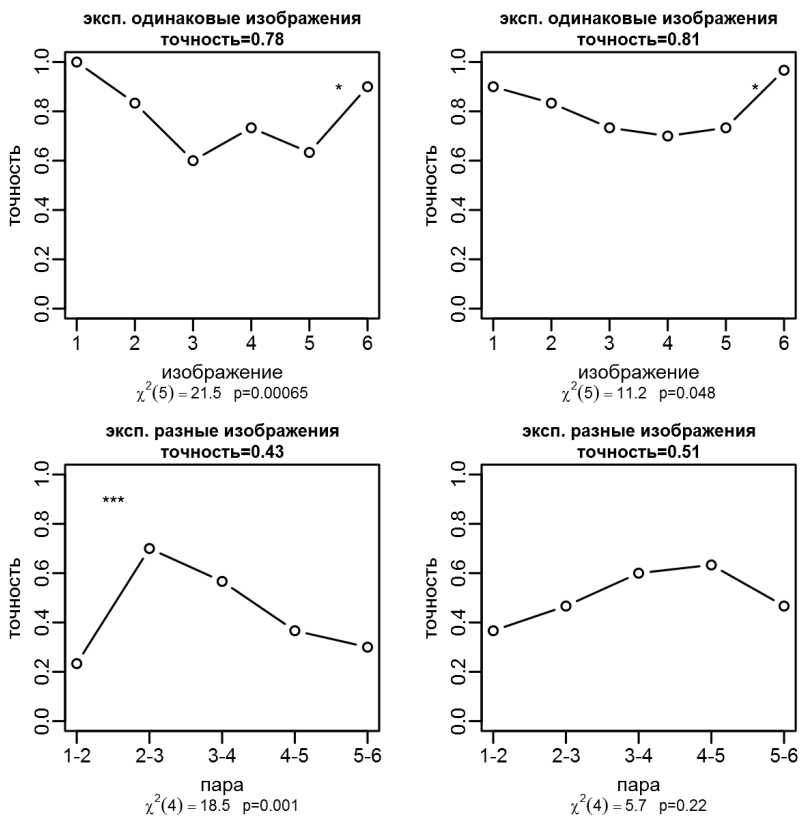 эксп. одинаковые изображения
точность=0.78
точность
1.0
0.8
0.6
0.4
0.2
0.0
*
1 2 3 4 5 6
изображение
χ²(5) = 21.5 p=0.00065
эксп. одинаковые изображения
точность=0.81
точность
1.0
0.8
0.6
0.4
0.2
0.0
*
1 2 3 4 5 6
изображение
χ²(5) = 11.2 p=0.048
эксп. разные изображения
точность=0.43
точность
1.0
0.8
0.6
0.4
0.2
0.0
***
1-2 2-3 3-4 4-5 5-6
пара
χ²(4) = 18.5 p=0.001
эксп. разные изображения
точность=0.51
точность
1.0
0.8
0.6
0.4
0.2
0.0
1-2 2-3 3-4 4-5 5-6
пара
χ²(4) = 5.7 p=0.22